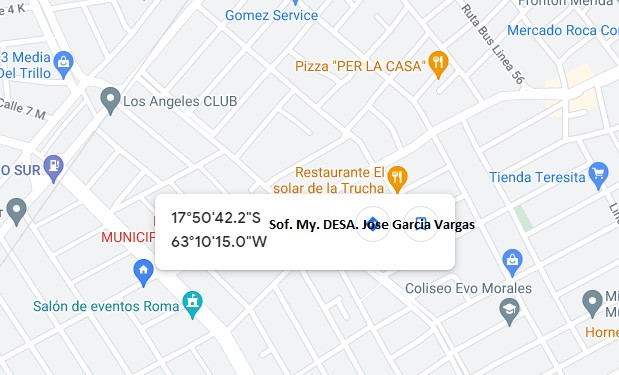 Gomez Service
Fronton Merida
Ruta Bus Linea 56
Mercado Roca Co
3 Media
Del Trillo
Pizza "PER LA CASA"
Calle 7 M
Los Angeles CLUB
O SUR
Restaurante El
solar de la Trucha
Tienda Teresita
17°50'42.2"S
63°10'15.0"W
Sof. My. DESA. Jose Garcia Vargas
MUNICIP
Coliseo Evo Morales
Salón de eventos Roma
Horne